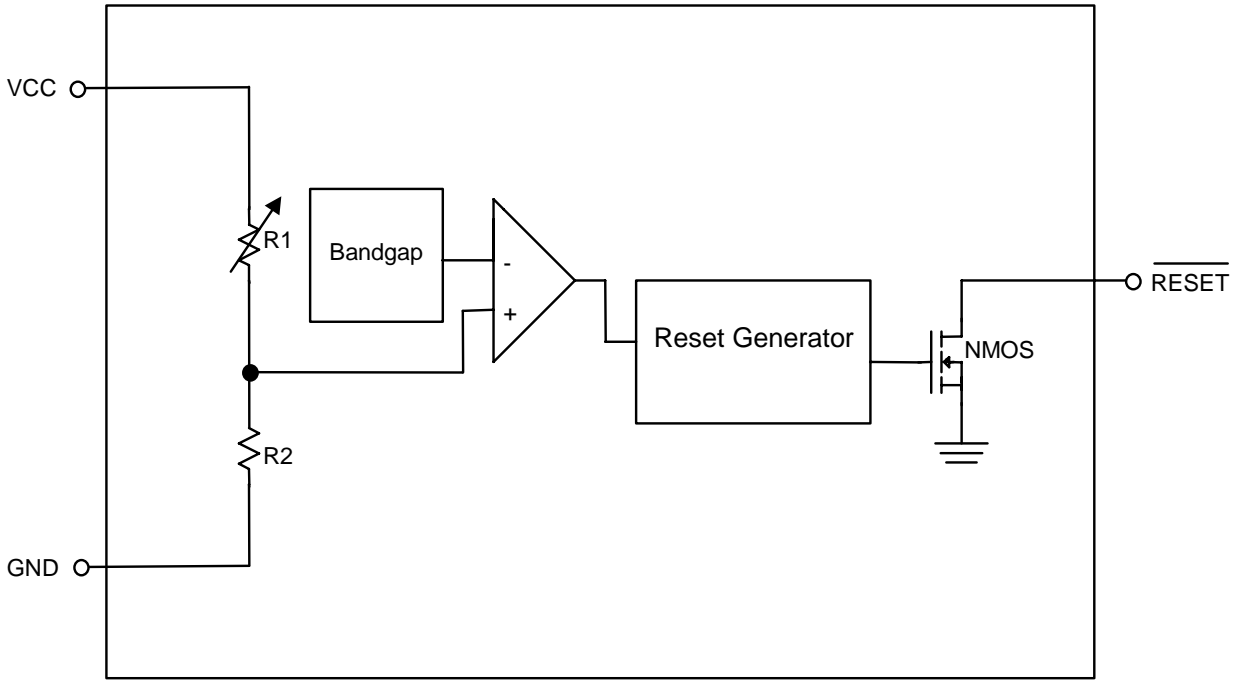 VCC
R1
Bandgap
-
+
RESET
Reset Generator
NMOS
R2
GND